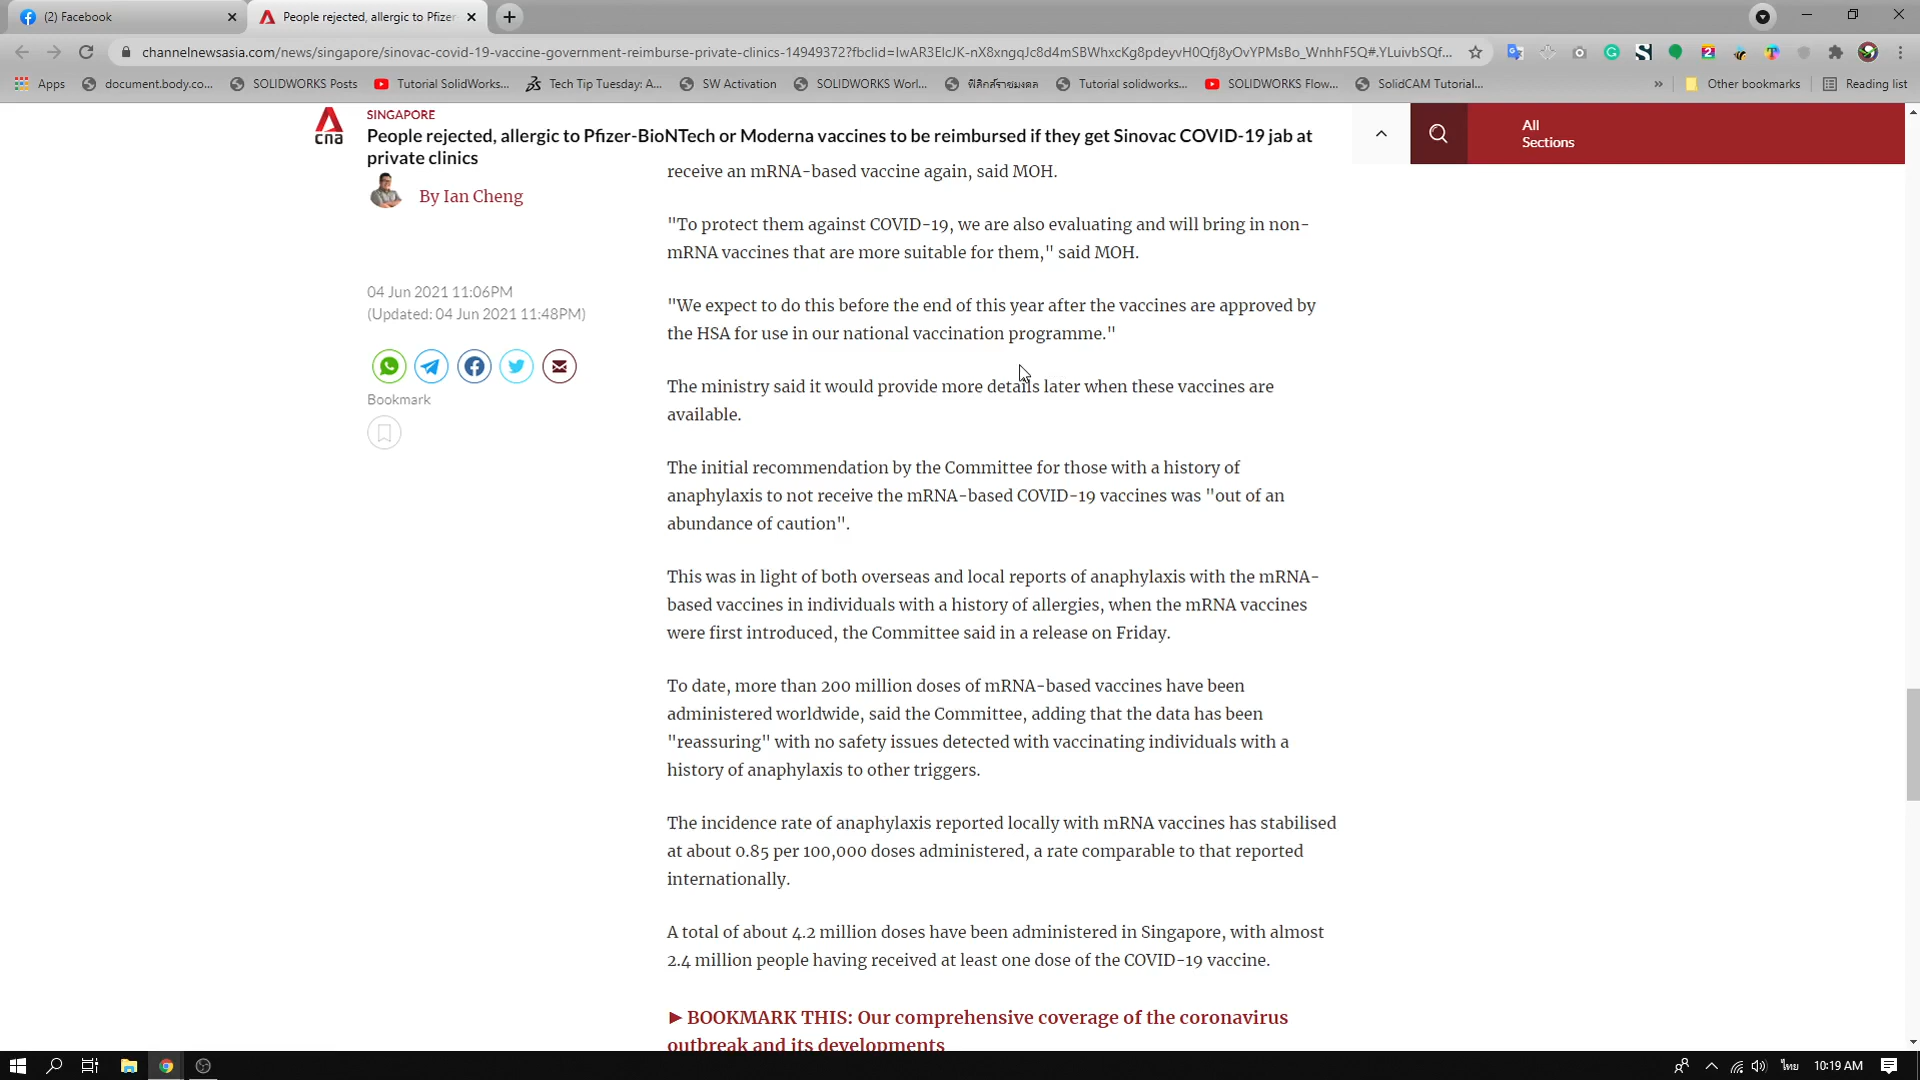 (2) Facebook
People rejected, allergic to Pfizer
channelnewsasia.com/news/singapore/sinovac-covid-19-vaccine-government-reimburse-private-clinics-14949372?fbclid=IwAR3ElcJK-nX8xngqJc8d4mSBWhxcKg8pdeyvH0Qfj8yOvYPMsBo_WnhhF5Q#.YLuivbSQf...
Apps
document.body.co...
SOLIDWORKS Posts
Tutorial SolidWorks...
Tech Tip Tuesday: A...
SW Activation
SOLIDWORKS Worl...
ฟิสิกส์ราชมงคล
Tutorial solidworks...
SOLIDWORKS Flow...
SolidCAM Tutorial...
»
Other bookmarks
Reading list
cna
SINGAPORE
People rejected, allergic to Pfizer-BioNTech or Moderna vaccines to be reimbursed if they get Sinovac COVID-19 jab at
private clinics
All
Sections
By Ian Cheng
04 Jun 2021 11:06PM
(Updated: 04 Jun 2021 11:48PM)
Bookmark
receive an mRNA-based vaccine again, said MOH.
"To protect them against COVID-19, we are also evaluating and will bring in non-
mRNA vaccines that are more suitable for them," said MOH.
"We expect to do this before the end of this year after the vaccines are approved by
the HSA for use in our national vaccination programme."
The ministry said it would provide more details later when these vaccines are
available.
The initial recommendation by the Committee for those with a history of
anaphylaxis to not receive the mRNA-based COVID-19 vaccines was "out of an
abundance of caution".
This was in light of both overseas and local reports of anaphylaxis with the mRNA-
based vaccines in individuals with a history of allergies, when the mRNA vaccines
were first introduced, the Committee said in a release on Friday.
To date, more than 200 million doses of mRNA-based vaccines have been
administered worldwide, said the Committee, adding that the data has been
"reassuring" with no safety issues detected with vaccinating individuals with a
history of anaphylaxis to other triggers.
The incidence rate of anaphylaxis reported locally with mRNA vaccines has stabilised
at about 0.85 per 100,000 doses administered, a rate comparable to that reported
internationally.
A total of about 4.2 million doses have been administered in Singapore, with almost
2.4 million people having received at least one dose of the COVID-19 vaccine.
► BOOKMARK THIS: Our comprehensive coverage of the coronavirus
outbreak and its developments
ไทย
10:19 AM